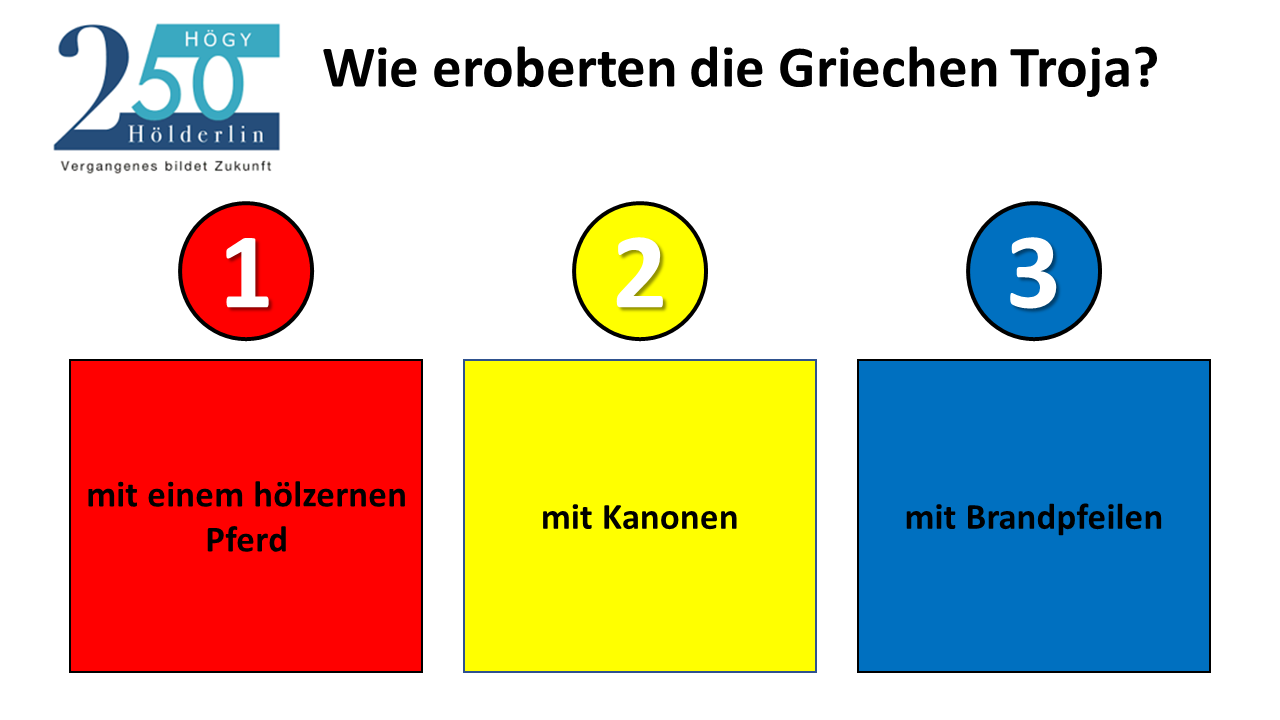 HÖGY
250
Hölderlin
Vergangenes bildet Zukunft
Wie eroberten die Griechen Troja?
1
2
3
mit einem hölzernen
Pferd
mit Kanonen
mit Brandpfeilen